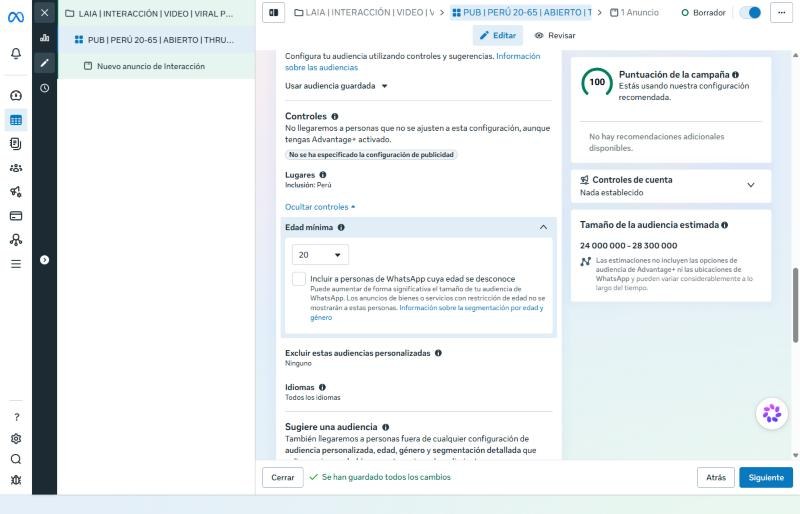 LAIA | INTERACCIÓN | VIDEO | VIRAL P...
PUB | PERÚ 20-65 | ABIERTO | THRU...
Nuevo anuncio de Interacción
LAIA | INTERACCIÓN | VIDEO | V
PUB | PERÚ 20-65 | ABIERTO | T
1 Anuncio
Borrador
Editar
Revisar
Configura tu audiencia utilizando controles y sugerencias. Información
sobre las audiencias
Usar audiencia guardada
Controles
No llegaremos a personas que no se ajusten a esta configuración, aunque
tengas Advantage+ activado.
No se ha especificado la configuración de publicidad
Lugares
Inclusión: Perú
Ocultar controles
Edad mínima
20
Incluir a personas de WhatsApp cuya edad se desconoce
Puede aumentar de forma significativa el tamaño de tu audiencia de
WhatsApp. Los anuncios de bienes o servicios con restricción de edad no se
mostrarán a estas personas. Información sobre la segmentación por edad y
género
Excluir estas audiencias personalizadas
Ninguno
Idiomas
Todos los idiomas
Sugiere una audiencia
También llegaremos a personas fuera de cualquier configuración de
audiencia personalizada, edad, género y segmentación detallada que
100
Puntuación de la campaña
Estás usando nuestra configuración
recomendada.
No hay recomendaciones adicionales
disponibles.
Controles de cuenta
Nada establecido
Tamaño de la audiencia estimada
24 000 000 - 28 300 000
Las estimaciones no incluyen las opciones de
audiencia de Advantage+ ni las ubicaciones de
WhatsApp y pueden variar considerablemente a lo
largo del tiempo.
Cerrar
Se han guardado todos los cambios
Atrás
Siguiente